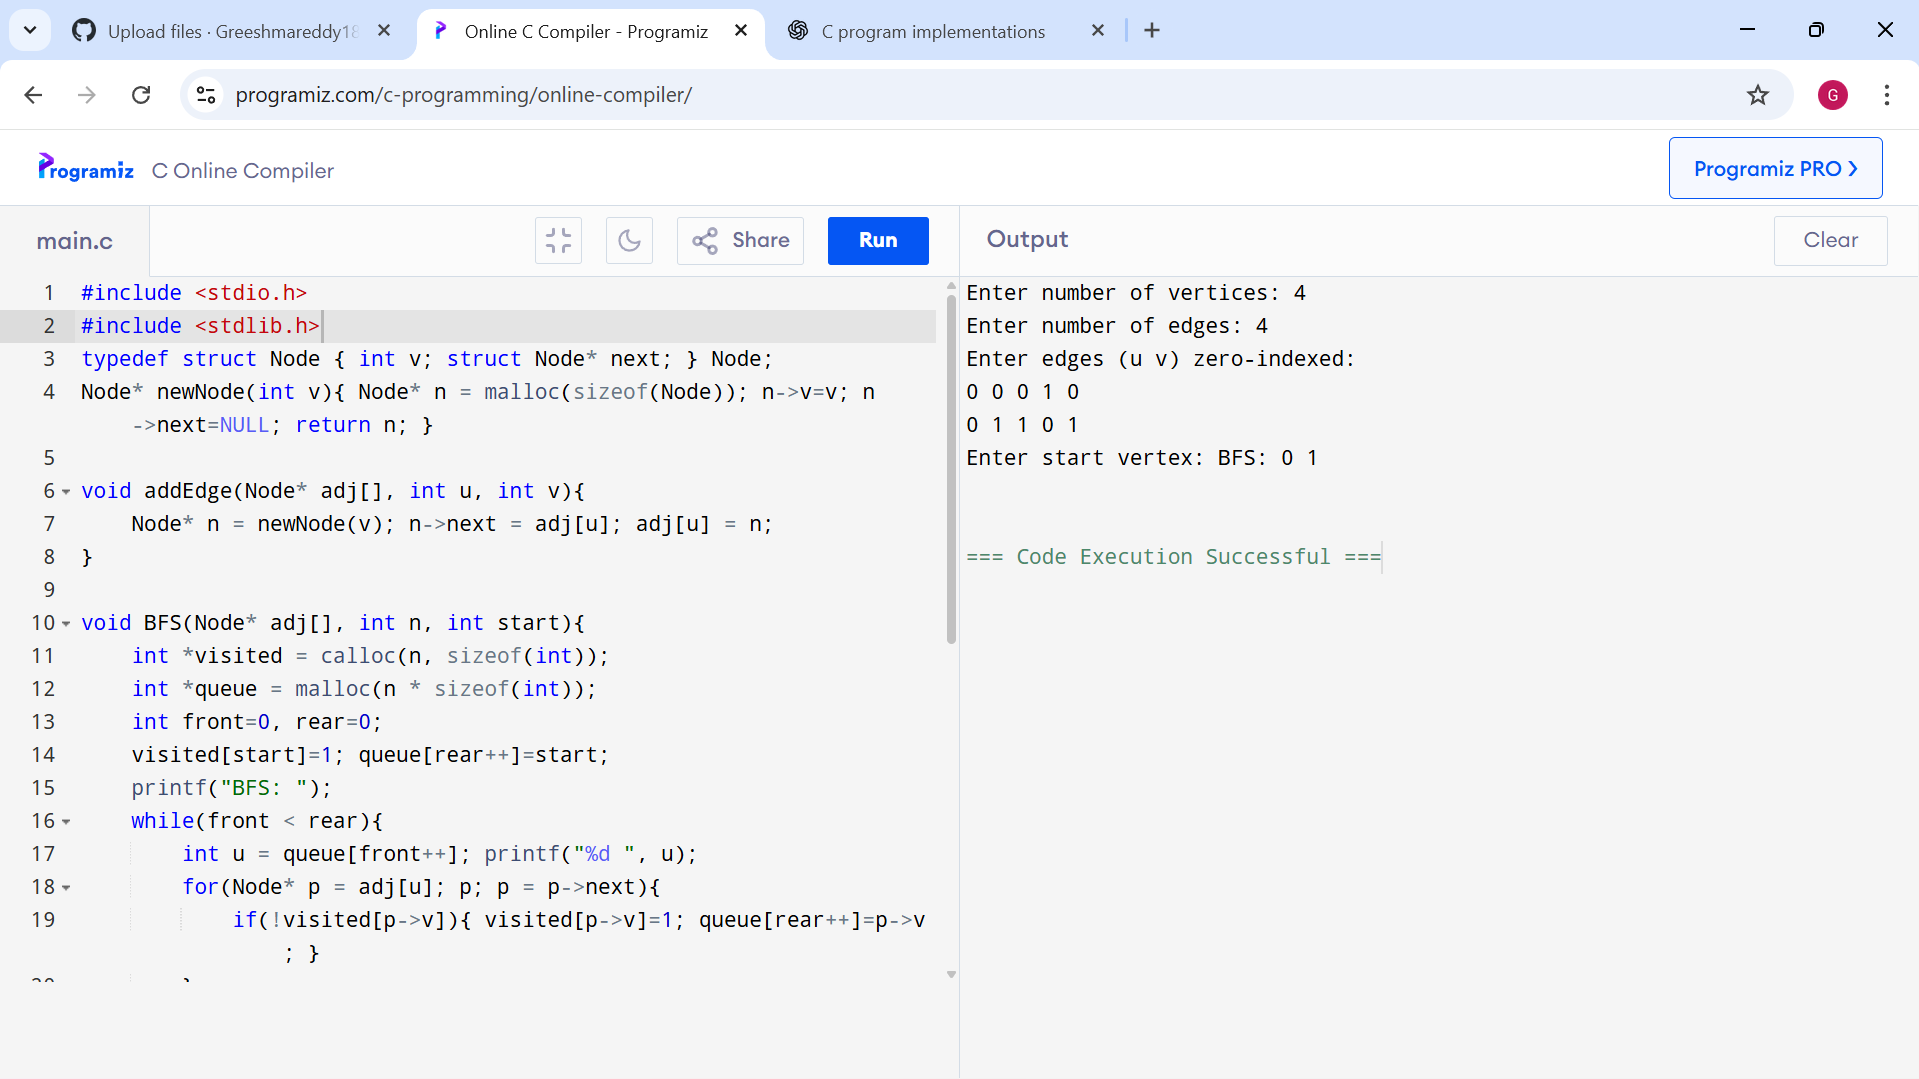 Upload files · Greeshmareddy18
Online C Compiler - Programiz
C program implementations
programiz.com/c-programming/online-compiler/
G
Programiz
C Online Compiler
Programiz PRO ❯
main.c
Share
Run
Output
Clear
1 #include <stdio.h>
2 #include <stdlib.h>
3 typedef struct Node { int v; struct Node* next; } Node;
4 Node* newNode(int v){ Node* n = malloc(sizeof(Node)); n->v=v; n
->next=NULL; return n; }
5
6 void addEdge(Node* adj[], int u, int v){
7 Node* n = newNode(v); n->next = adj[u]; adj[u] = n;
8 }
9
10 void BFS(Node* adj[], int n, int start){
11 int *visited = calloc(n, sizeof(int));
12 int *queue = malloc(n * sizeof(int));
13 int front=0, rear=0;
14 visited[start]=1; queue[rear++]=start;
15 printf("BFS: ");
16 while(front < rear){
17 int u = queue[front++]; printf("%d ", u);
18 for(Node* p = adj[u]; p; p = p->next){
19 if(!visited[p->v]){ visited[p->v]=1; queue[rear++]=p->v
; }
Enter number of vertices: 4
Enter number of edges: 4
Enter edges (u v) zero-indexed:
0 0 0 1 0
0 1 1 0 1
Enter start vertex: BFS: 0 1
=== Code Execution Successful ===